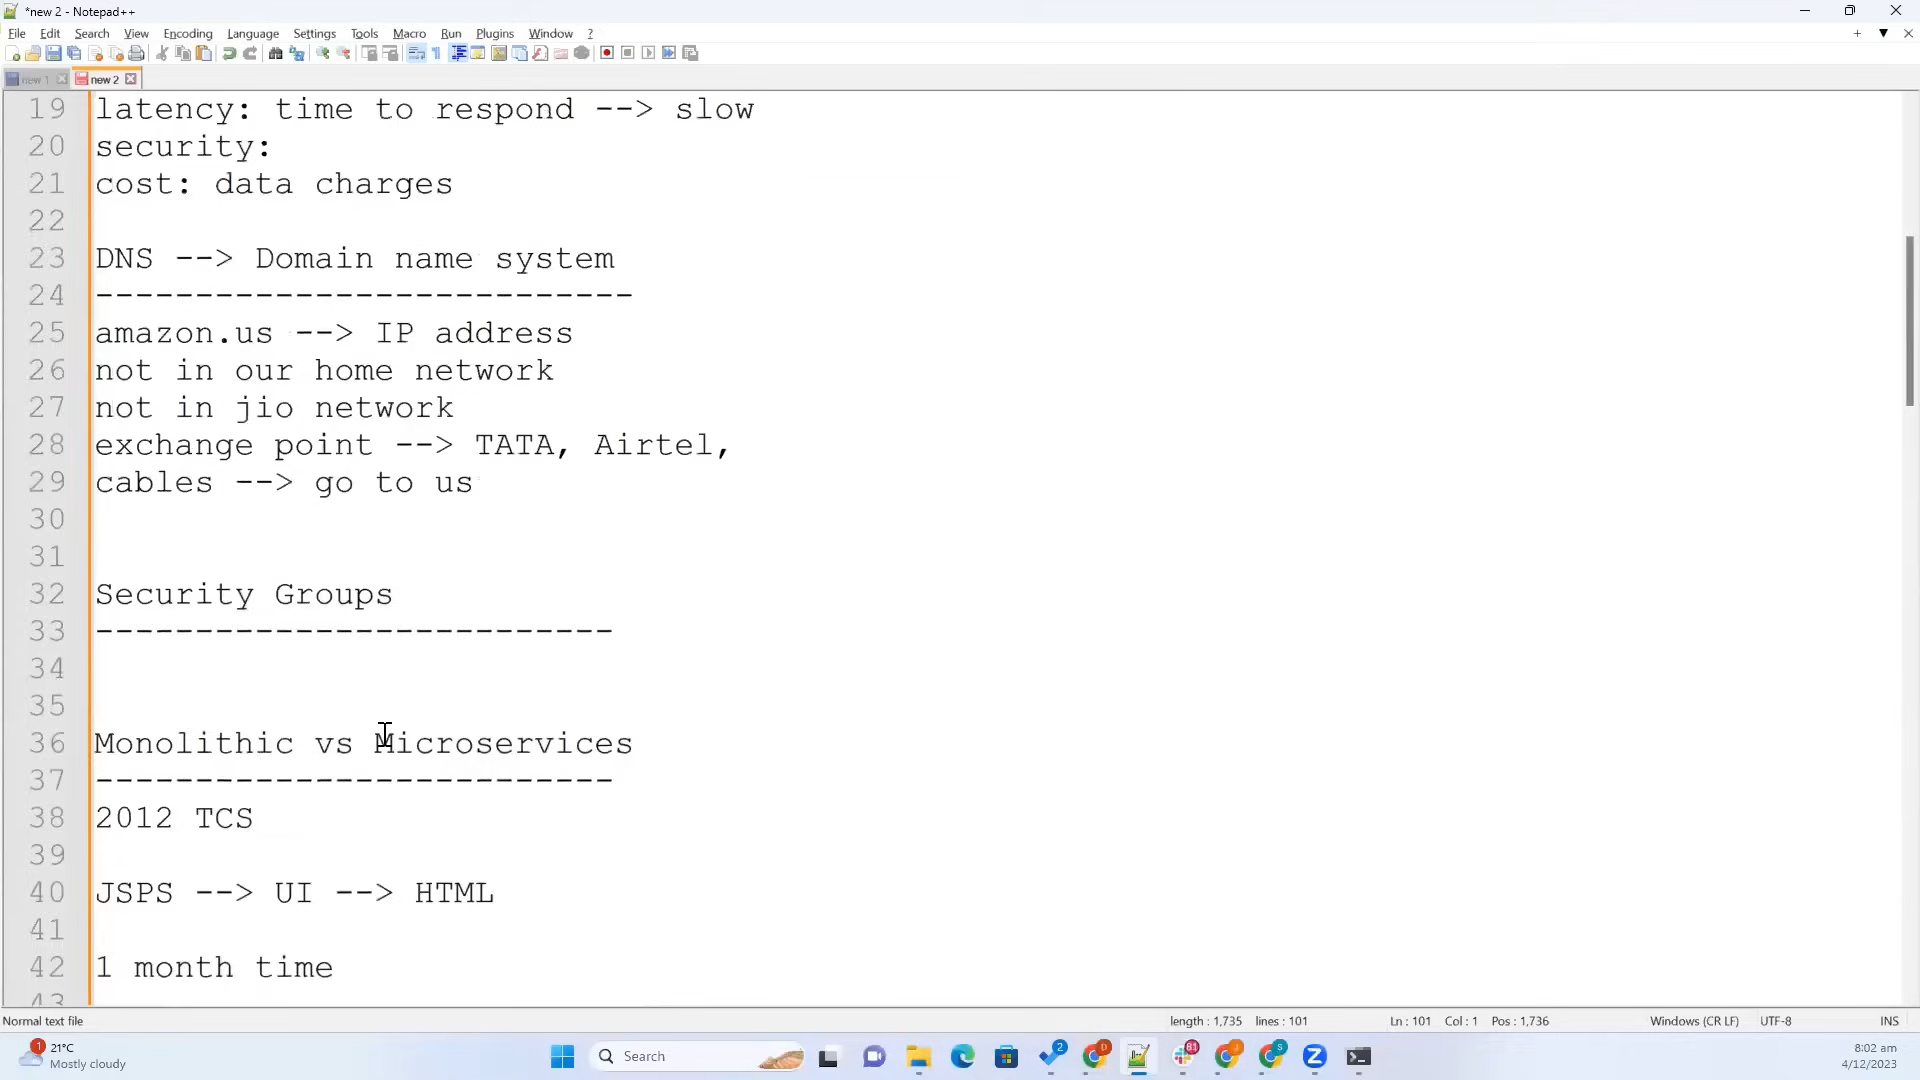 *new 2 - Notepad++
File Edit Search View Encoding Language Settings Tools Macro Run Plugins Window ?
new 1 new 2
19 latency: time to respond --> slow
20 security:
21 cost: data charges
22
23 DNS --> Domain name system
24 ---------------------------
25 amazon.us --> IP address
26 not in our home network
27 not in jio network
28 exchange point --> TATA, Airtel,
29 cables --> go to us
30
31
32 Security Groups
33 --------------------------
34
35
36 Monolithic vs Microservices
37 --------------------------
38 2012 TCS
39
40 JSPS --> UI --> HTML
41
42 1 month time
43
Normal text file length : 1,735 lines : 101 Ln : 101 Col : 1 Pos : 1,736 Windows (CR LF) UTF-8 INS
1 21°C
Mostly cloudy
Search
2
81
8:02 am
4/12/2023